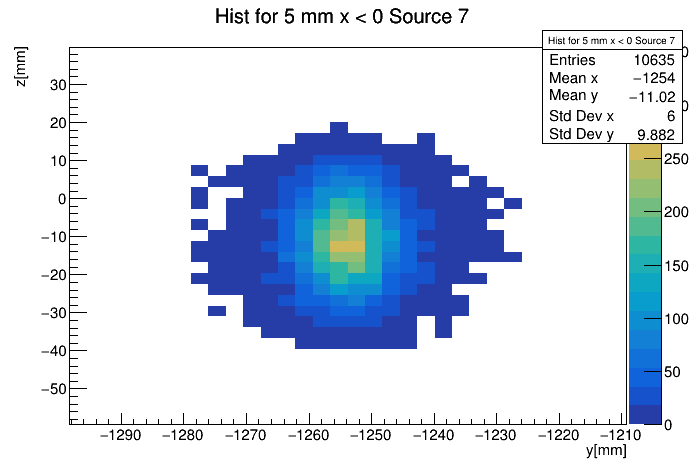 Hist for 5 mm x < 0 Source 7
z[mm]
Hist for 5 mm x < 0 Source 7
Entries 10635
Mean x −1254
Mean y −11.02
Std Dev x 6
Std Dev y 9.882
30
20
10
0
−10
−20
−30
−40
−50
250
200
150
100
50
0
−1290 −1280 −1270 −1260 −1250 −1240 −1230 −1220 −1210
y[mm]